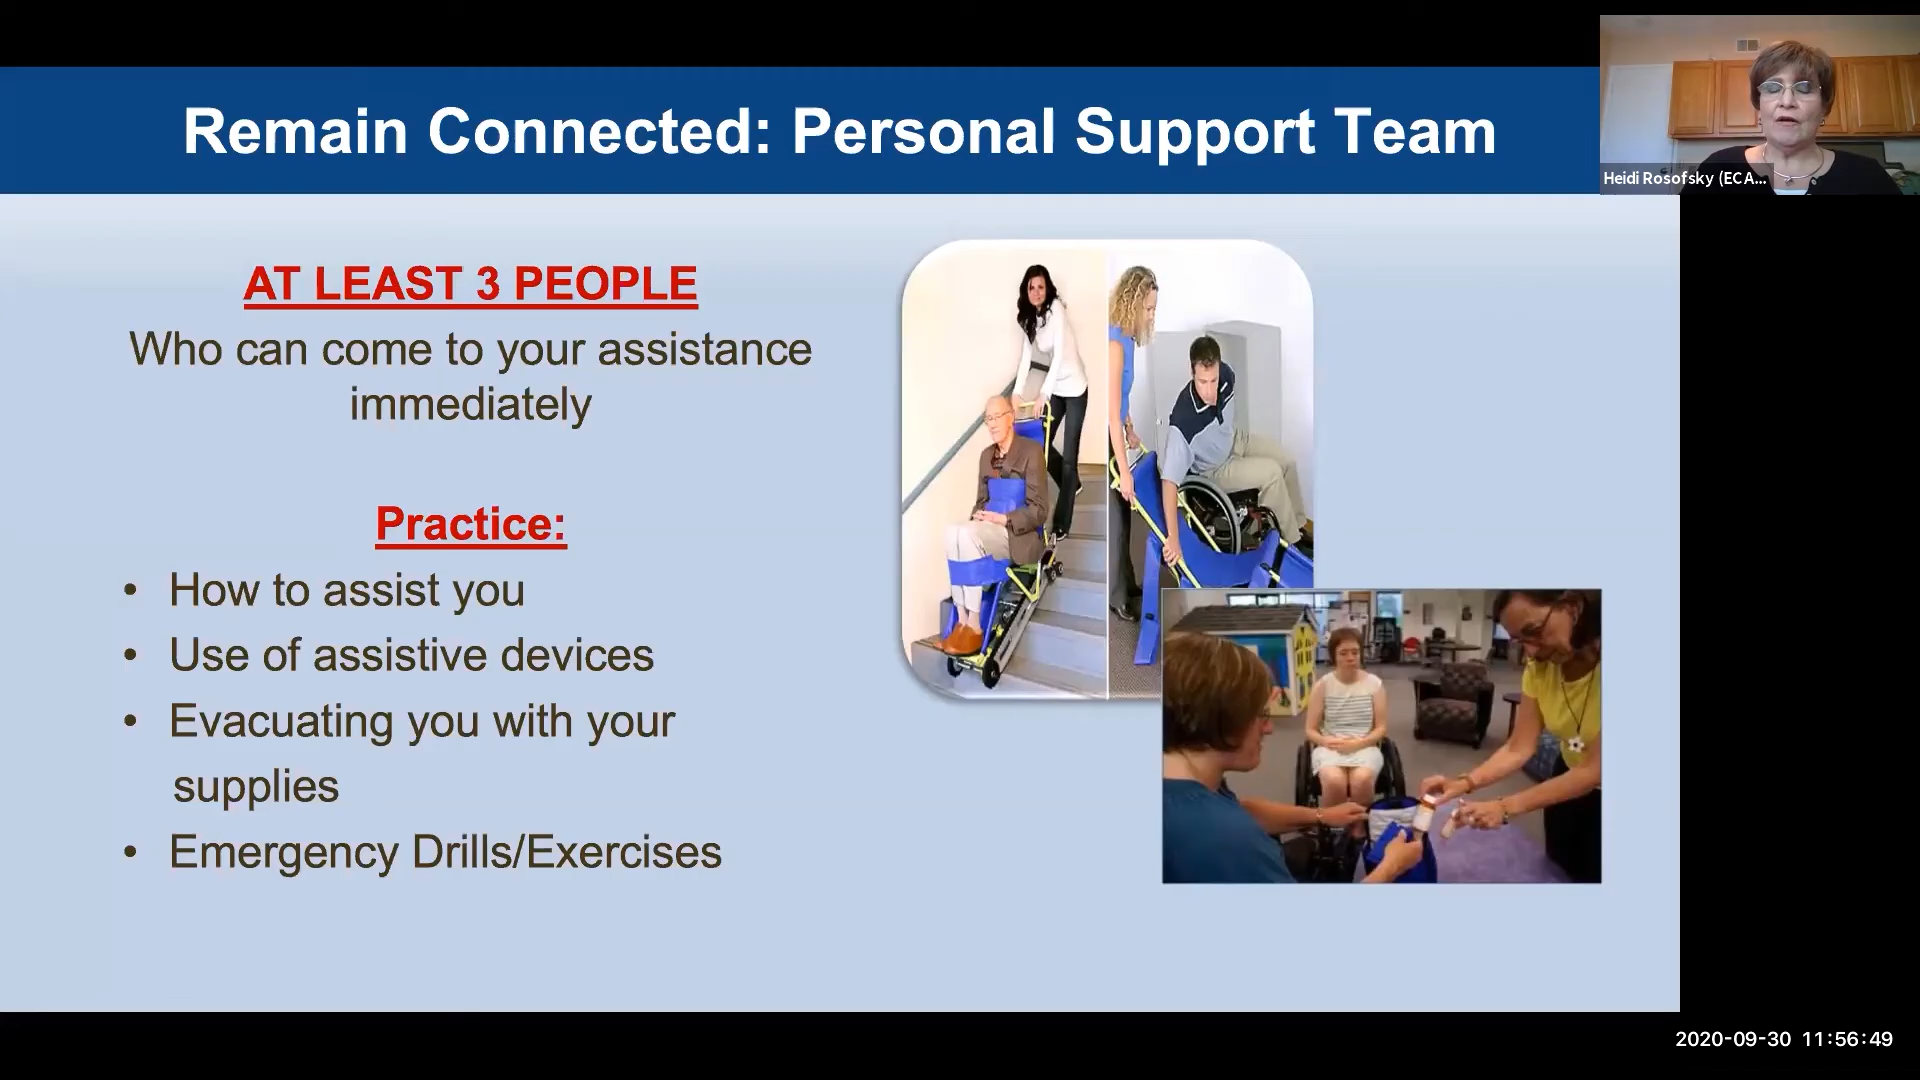 Remain Connected: Personal Support Team
Heidi Rosofsky (ECA...
AT LEAST 3 PEOPLE
Who can come to your assistance
immediately
Practice:
• How to assist you
• Use of assistive devices
• Evacuating you with your
supplies
• Emergency Drills/Exercises
2020-09-30 11:56:49